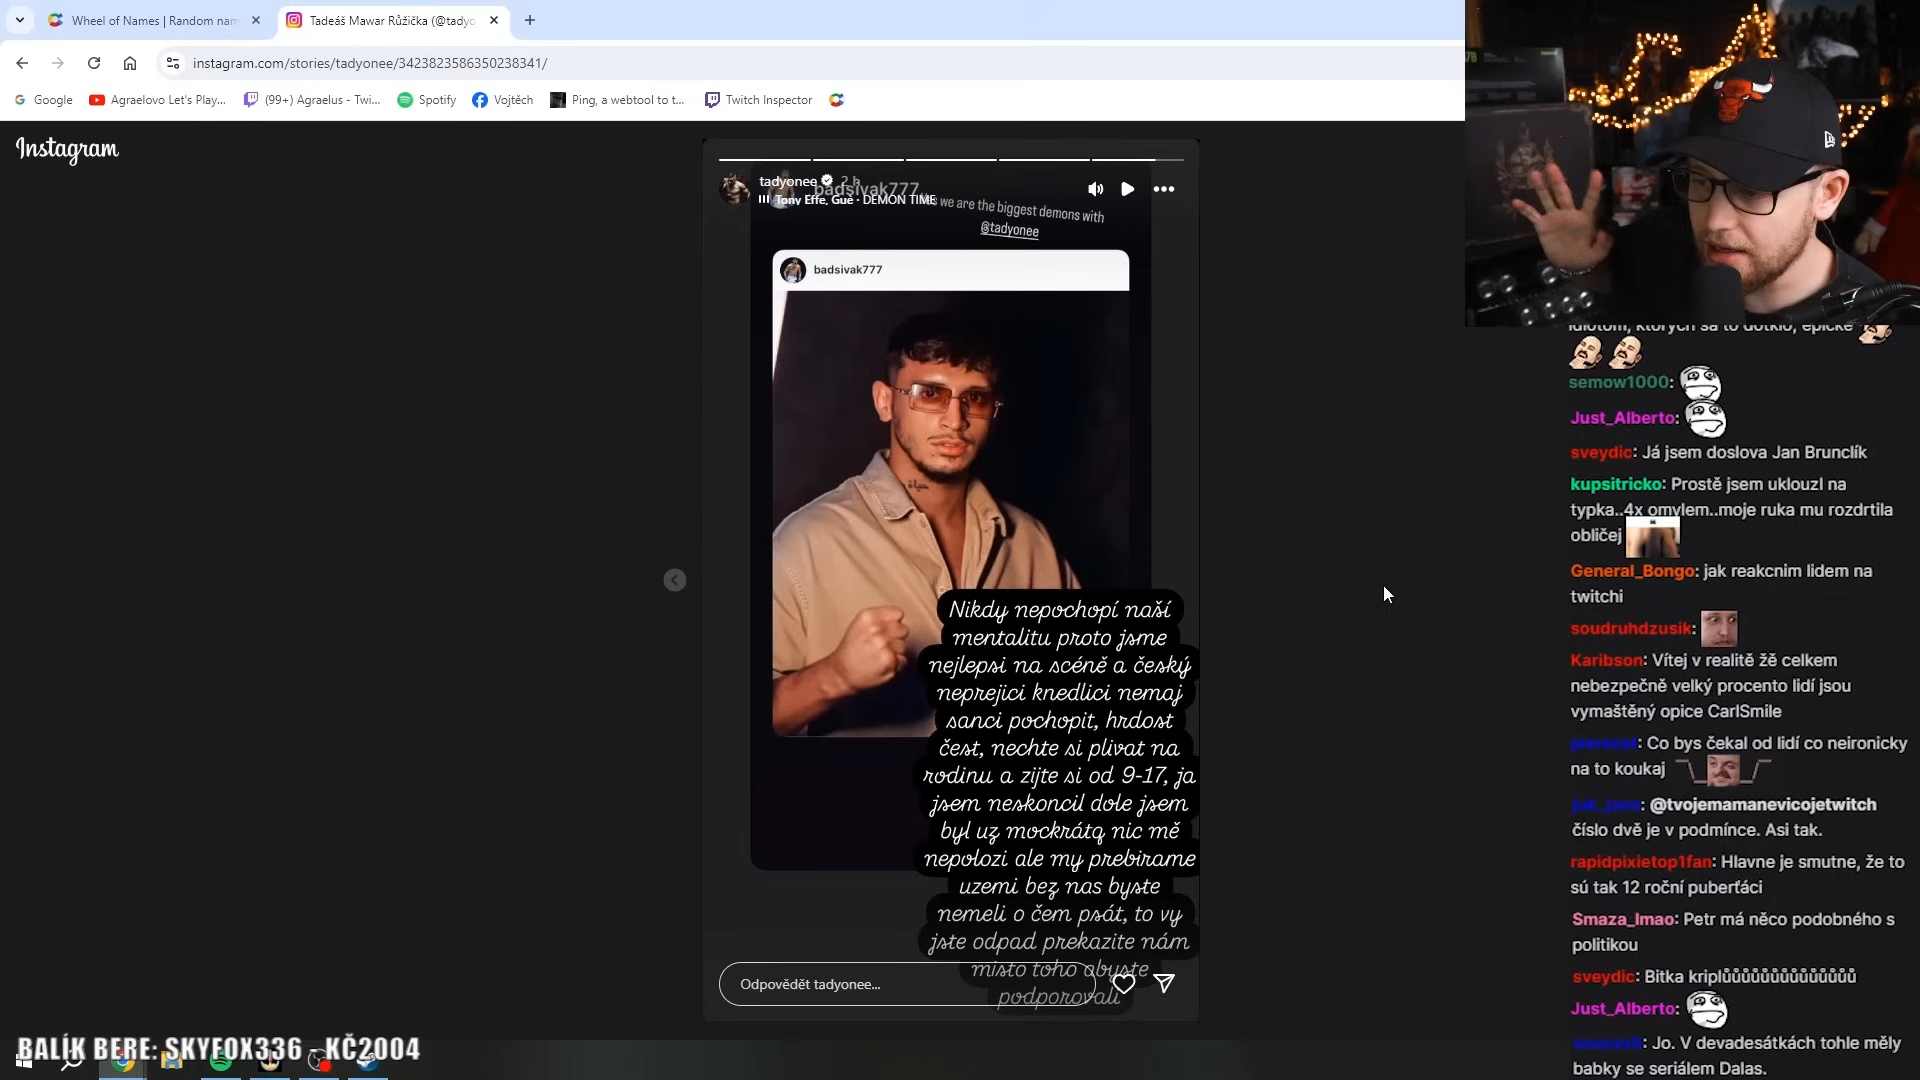 Wheel of Names | Random nam
Tadeáš Mawar Růžička (@tadyo
instagram.com/stories/tadyonee/3423823586350238341/
Google
Agraelovo Let's Play...
(99+) Agraelus - Twi...
Spotify
Vojtěch
Ping, a webtool to t...
Twitch Inspector
Instagram
tadyonee 2 h
badsivak777
Tony Effe, Guè · DEMON TIME
we are the biggest demons with
@tadyonee
badsivak777
Nikdy nepochopí naší
mentalitu proto jsme
nejlepsi na scéně a český
neprejici knedlici nemaj
sanci pochopit, hrdost
čest, nechte si plivat na
rodinu a zijte si od 9-17, ja
jsem neskoncil dole jsem
byl uz mockrátq nic mě
nepolozi ale my prebirame
uzemi bez nas byste
nemeli o čem psát, to vy
jste odpad prekazite nám
misto toho abyste
podporovali
Odpovědět tadyonee...
idiotom, ktorých sa to dotklo, epické
semow1000:
Just_Alberto:
sveydic: Já jsem doslova Jan Brunclík
kupsitricko: Prostě jsem uklouzl na
typka..4x omylem..moje ruka mu rozdrtila
obličej
General_Bongo: jak reakcnim lidem na
twitchi
soudruhdzusik:
Karibson: Vítej v realitě žě celkem
nebezpečně velký procento lidí jsou
vymaštěný opice CarlSmile
Co bys čekal od lidí co neironicky
na to koukaj
@tvojemamanevicojetwitch
číslo dvě je v podmínce. Asi tak.
rapidpixietop1fan: Hlavne je smutne, že to
sú tak 12 roční puberťáci
Smaza_lmao: Petr má něco podobného s
politikou
sveydic: Bitka kriplůůůůůůůůůůůůůů
Just_Alberto:
Jo. V devadesátkách tohle měly
babky se seriálem Dalas.
BALÍK BERE: SKYFOX336 - KČ2004